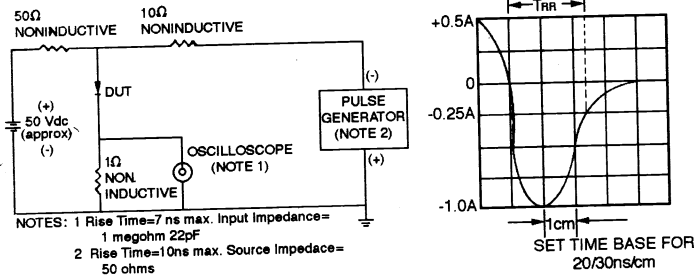 50Ω
NONINDUCTIVE
10Ω
NONINDUCTIVE
DUT
(+)
50 Vdc
(approx)
(-)
1Ω
NON.
INDUCTIVE
OSCILLOSCOPE
(NOTE 1)
(-)
PULSE
GENERATOR
(NOTE 2)
(+)
NOTES: 1 Rise Time=7 ns max. Input Impedance=
1 megohm 22pF
2 Rise Time=10ns max. Source Impedace=
50 ohms
TRR
+0.5A
0
-0.25A
-1.0A
1cm
SET TIME BASE FOR
20/30ns/cm